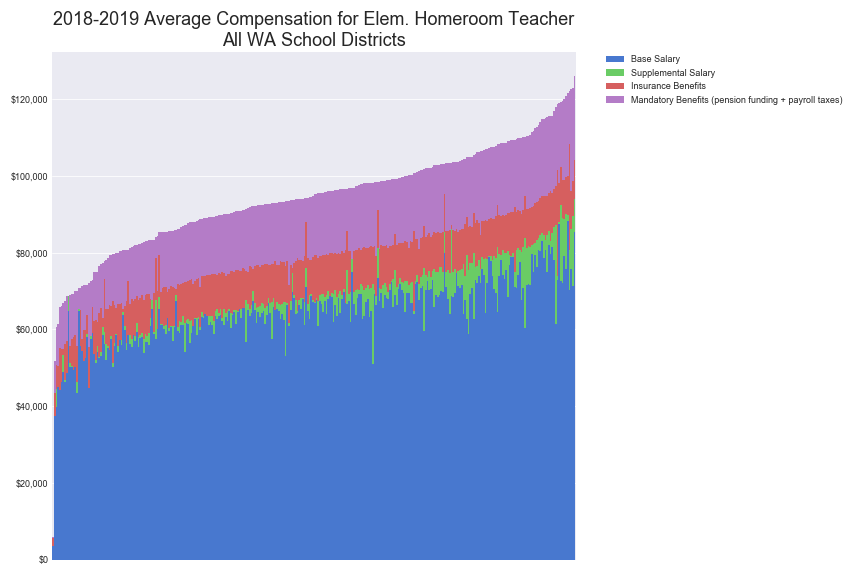 2018-2019 Average Compensation for Elem. Homeroom Teacher
All WA School Districts
Base Salary
Supplemental Salary
Insurance Benefits
Mandatory Benefits (pension funding + payroll taxes)
$120,000
$100,000
$80,000
$60,000
$40,000
$20,000
$0